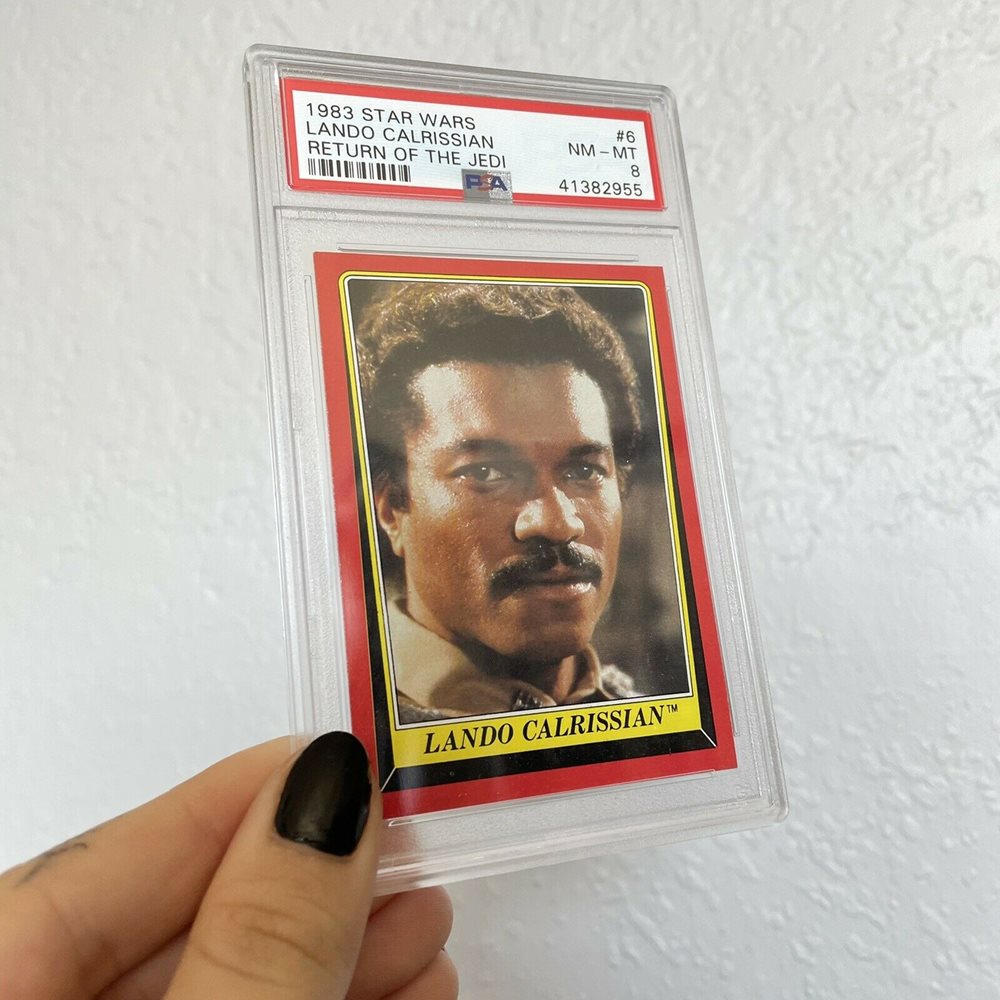 1983 STAR WARS #6
LANDO CALRISSIAN NM - MT
RETURN OF THE JEDI 8
PSA 41382955
LANDO CALRISSIAN™